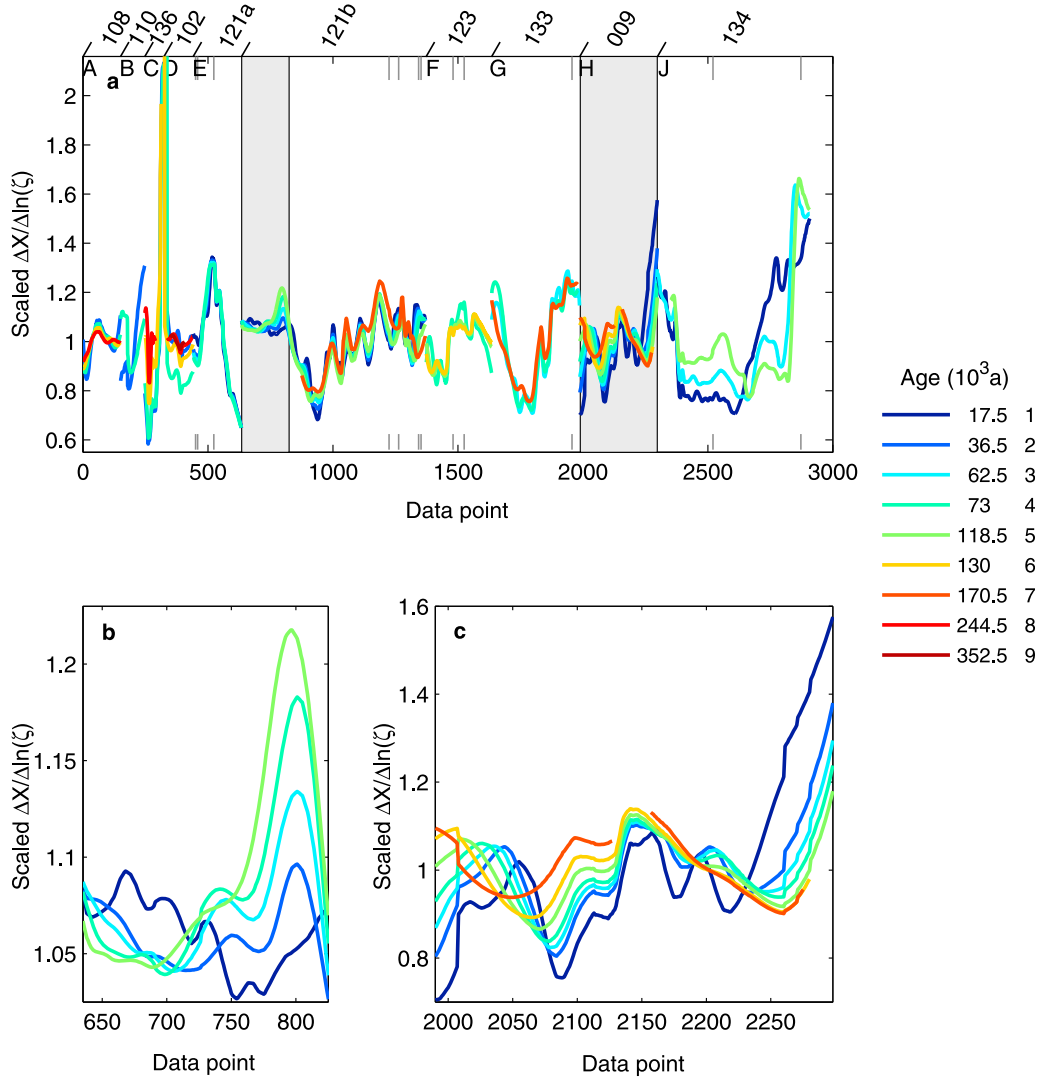 108 110 136 102 121a 121b 123 133 009 134
A B C D E F G H J
a
2
1.8
1.6
1.4
1.2
1
0.8
0.6
Scaled ΔX/Δln(ζ)
0 500 1000 1500 2000 2500 3000
Data point
Age (10³a)
17.5 1
36.5 2
62.5 3
73 4
118.5 5
130 6
170.5 7
244.5 8
352.5 9
b
1.2
1.15
1.1
1.05
Scaled ΔX/Δln(ζ)
650 700 750 800
Data point
c
1.6
1.4
1.2
1
0.8
Scaled ΔX/Δln(ζ)
2000 2050 2100 2150 2200 2250
Data point